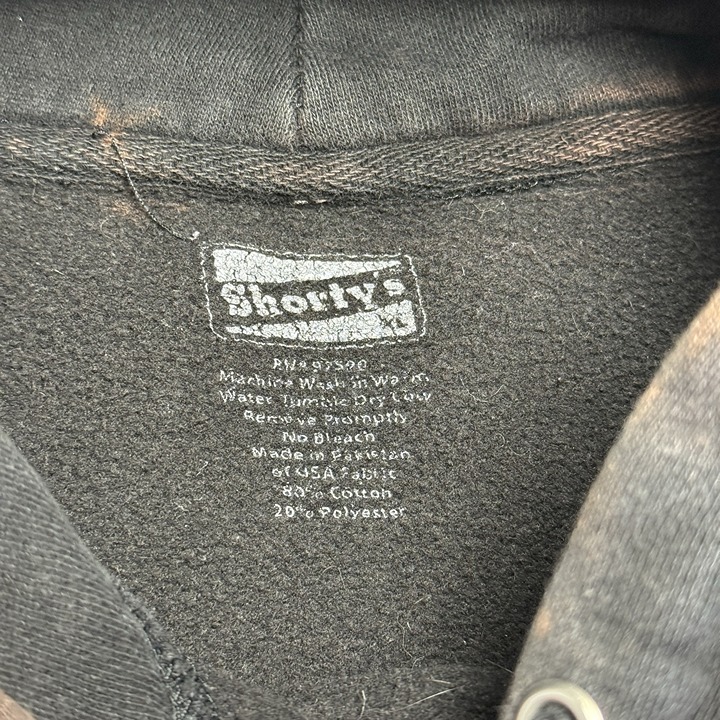 Shorty's
RN# 97590
Machine Wash in Warm
Water Tumble Dry Low
Remove Promptly
No Bleach
Made in Pakistan
of USA Fabric
80% Cotton
20% Polyester